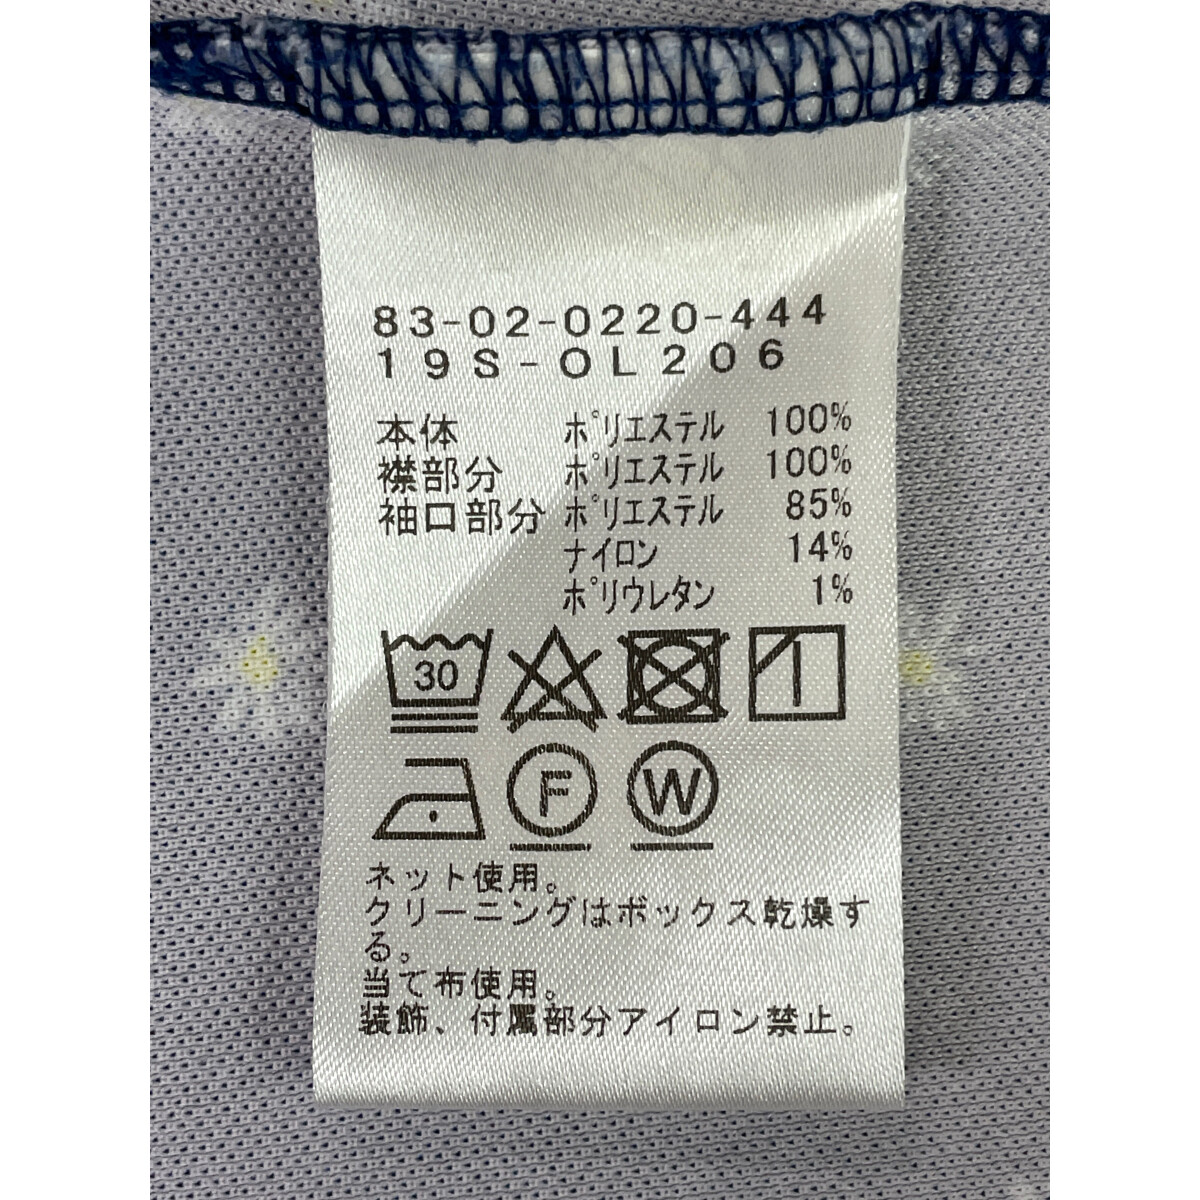 83-02-0220-444
19S-OL206
本体 ポリエステル 100%
襟部分 ポリエステル 100%
袖口部分 ポリエステル 85%
ナイロン 14%
ポリウレタン 1%
30
F W
ネット使用。
クリーニングはボックス乾燥す
る。
当て布使用。
装飾、付属部分アイロン禁止。